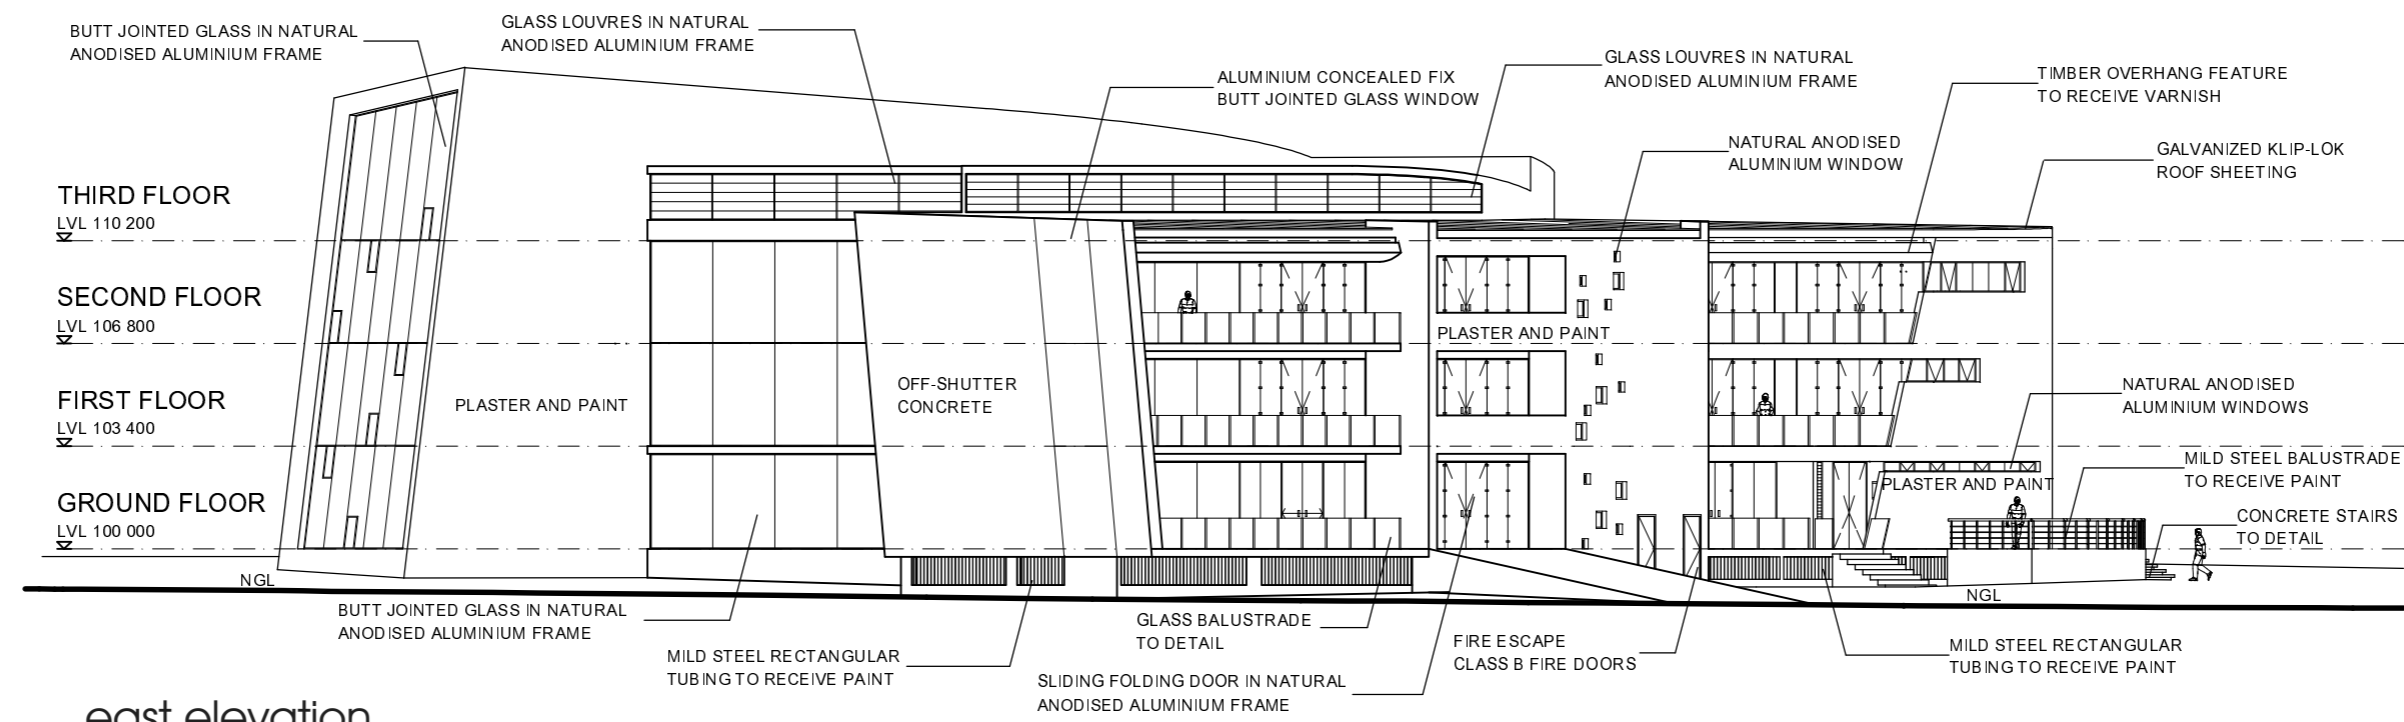 BUTT JOINTED GLASS IN NATURAL
ANODISED ALUMINIUM FRAME
GLASS LOUVRES IN NATURAL
ANODISED ALUMINIUM FRAME
ALUMINIUM CONCEALED FIX
BUTT JOINTED GLASS WINDOW
GLASS LOUVRES IN NATURAL
ANODISED ALUMINIUM FRAME
TIMBER OVERHANG FEATURE
TO RECEIVE VARNISH
NATURAL ANODISED
ALUMINIUM WINDOW
GALVANIZED KLIP-LOK
ROOF SHEETING
THIRD FLOOR
LVL 110 200
SECOND FLOOR
LVL 106 800
PLASTER AND PAINT
FIRST FLOOR
LVL 103 400
PLASTER AND PAINT
OFF-SHUTTER
CONCRETE
NATURAL ANODISED
ALUMINIUM WINDOWS
GROUND FLOOR
LVL 100 000
PLASTER AND PAINT
MILD STEEL BALUSTRADE
TO RECEIVE PAINT
CONCRETE STAIRS
TO DETAIL
NGL
NGL
BUTT JOINTED GLASS IN NATURAL
ANODISED ALUMINIUM FRAME
MILD STEEL RECTANGULAR
TUBING TO RECEIVE PAINT
GLASS BALUSTRADE
TO DETAIL
SLIDING FOLDING DOOR IN NATURAL
ANODISED ALUMINIUM FRAME
FIRE ESCAPE
CLASS B FIRE DOORS
MILD STEEL RECTANGULAR
TUBING TO RECEIVE PAINT
east elevation